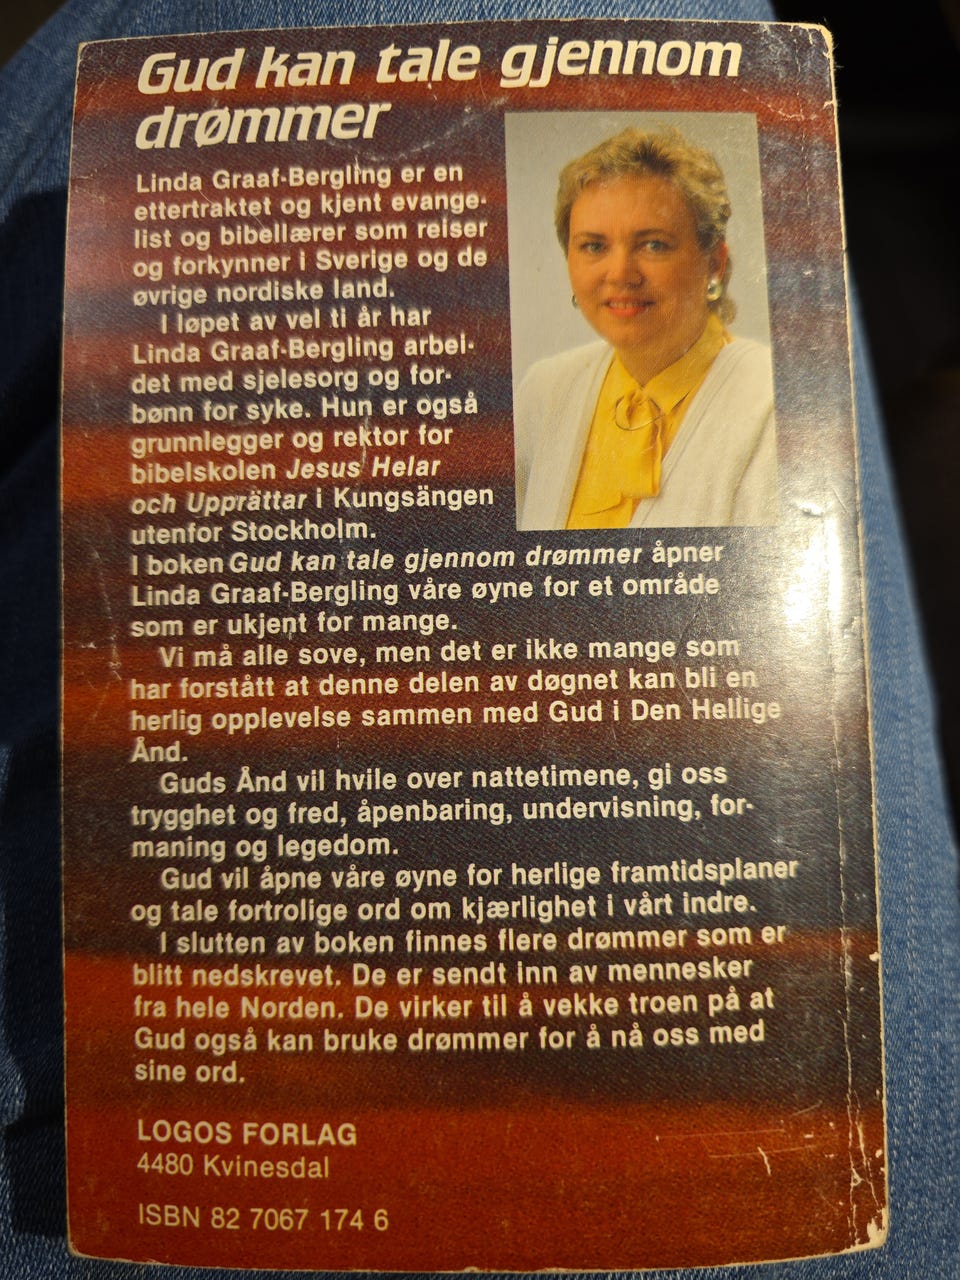 Gud kan tale gjennom
drømmer
Linda Graaf-Bergling er en
ettertraktet og kjent evange-
list og bibellærer som reiser
og forkynner i Sverige og de
øvrige nordiske land.
I løpet av vel ti år har
Linda Graaf-Bergling arbei-
det med sjelesorg og for-
bønn for syke. Hun er også
grunnlegger og rektor for
bibelskolen Jesus Helar
och Upprättar i Kungsängen
utenfor Stockholm.
I boken Gud kan tale gjennom drømmer åpner
Linda Graaf-Bergling våre øyne for et område
som er ukjent for mange.
Vi må alle sove, men det er ikke mange som
har forstått at denne delen av døgnet kan bli en
herlig opplevelse sammen med Gud i Den Hellige
Ånd.
Guds Ånd vil hvile over nattetimene, gi oss
trygghet og fred, åpenbaring, undervisning, for-
maning og legedom.
Gud vil åpne våre øyne for herlige framtidsplaner
og tale fortrolige ord om kjærlighet i vårt indre.
I slutten av boken finnes flere drømmer som er
blitt nedskrevet. De er sendt inn av mennesker
fra hele Norden. De virker til å vekke troen på at
Gud også kan bruke drømmer for å nå oss med
sine ord.
LOGOS FORLAG
4480 Kvinesdal
ISBN 82 7067 174 6